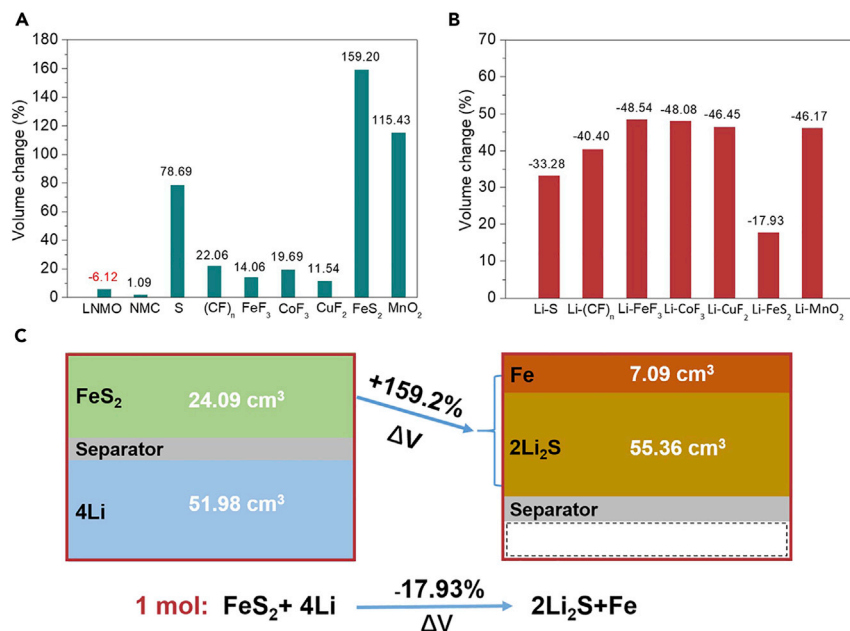 A
Volume change (%)
180
160
140
120
100
80
60
40
20
0
-6.12
1.09
78.69
22.06
14.06
19.69
11.54
159.20
115.43
LNMO NMC S (CF)n FeF3 CoF3 CuF2 FeS2 MnO2
B
Volume change (%)
70
60
50
40
30
20
10
0
-33.28
-40.40
-48.54
-48.08
-46.45
-17.93
-46.17
Li-S Li-(CF)n Li-FeF3 Li-CoF3 Li-CuF2 Li-FeS2 Li-MnO2
C
FeS2 24.09 cm3
Separator
4Li 51.98 cm3
+159.2%
ΔV
Fe 7.09 cm3
2Li2S 55.36 cm3
Separator
1 mol: FeS2+ 4Li -17.93% 2Li2S+Fe
ΔV